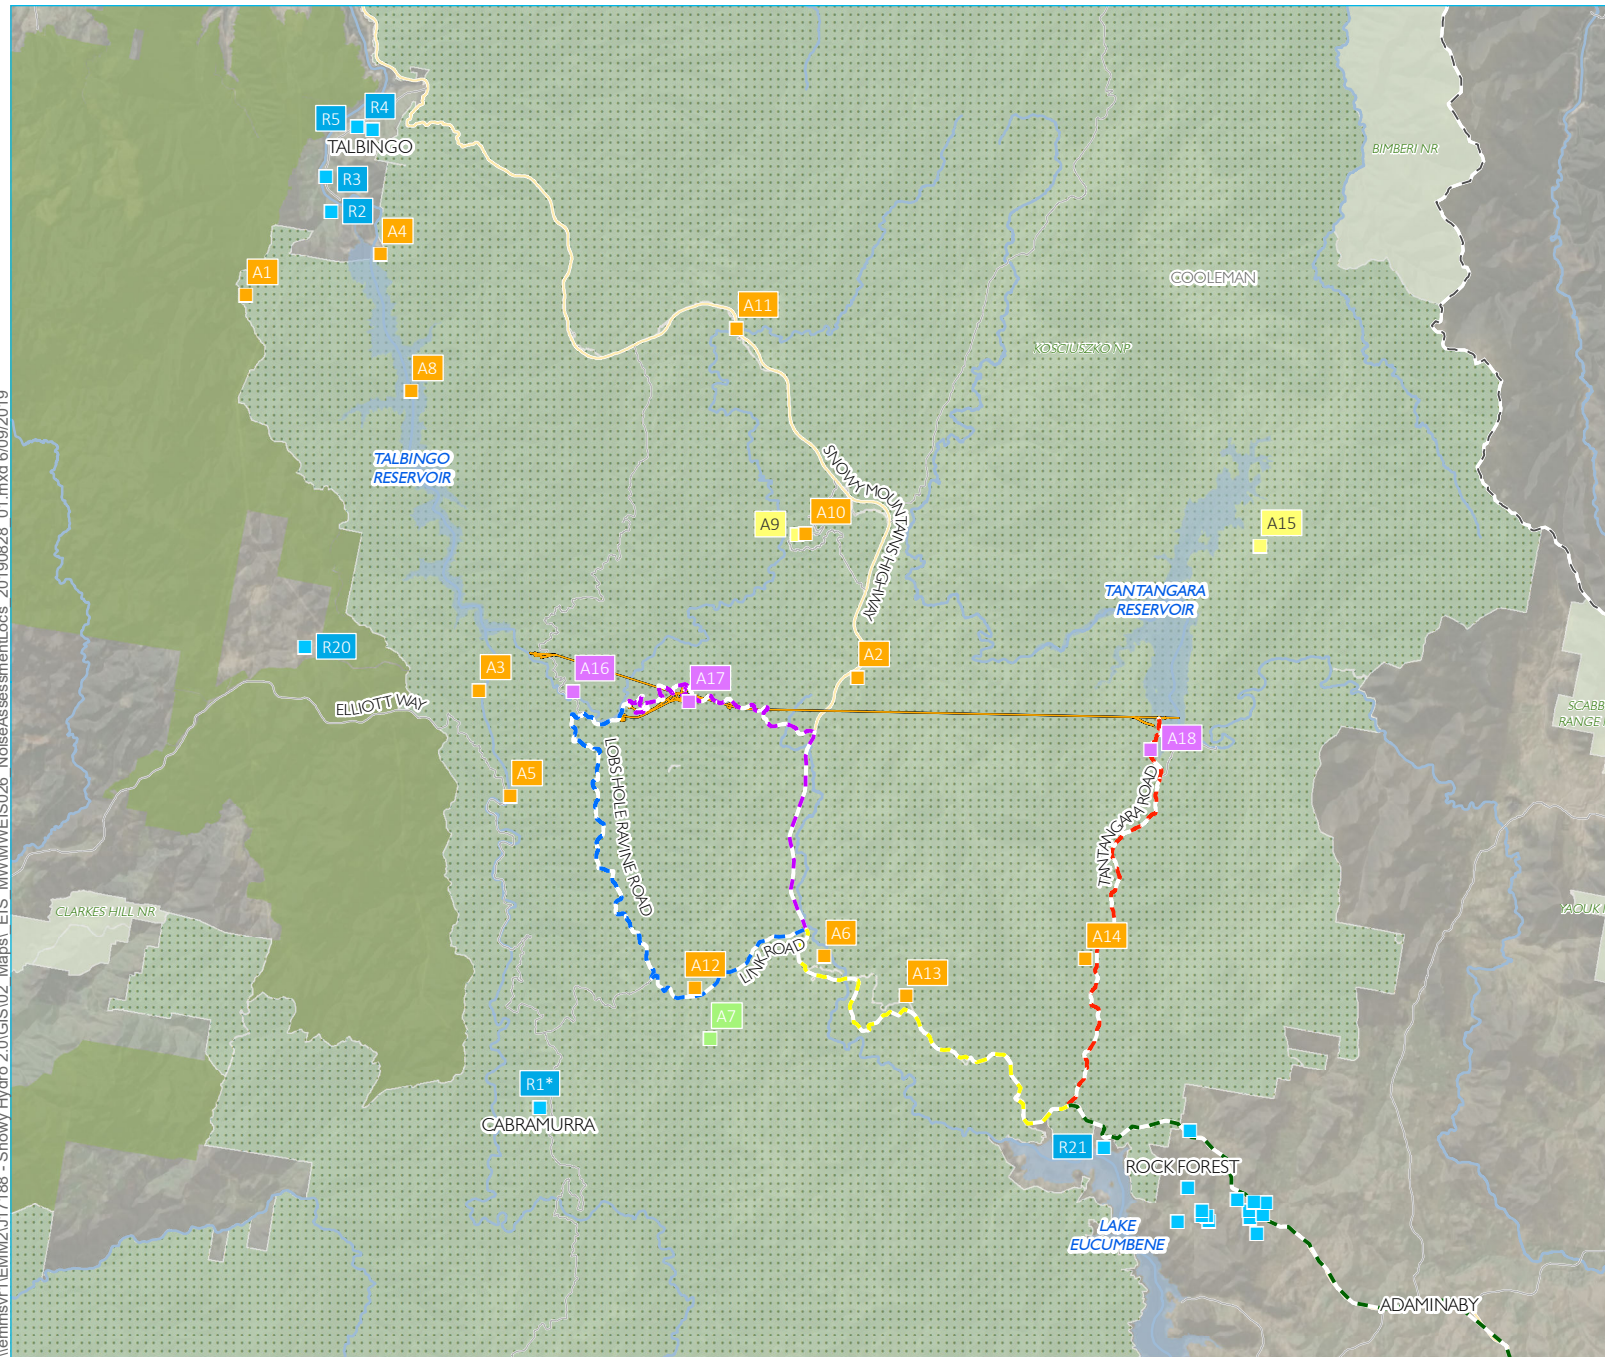 R4
R5
TALBINGO
BIMBERI NR
R3
R2
A4
A1
COOLEMAN
A11
KOSCIUSZKO NP
A8
TALBINGO
RESERVOIR
SNOWY MOUNTAINS HIGHWAY
A10
A9
A15
TANTANGARA
RESERVOIR
R20
A2
A3
A16
A17
ELLIOTT WAY
SCABB
RANGE
A18
A5
LOBS HOLE RAVINE ROAD
TANTANGARA ROAD
CLARKES HILL NR
YAOUK
A6
A14
LINK ROAD
A12
A13
A7
R1*
CABRAMURRA
R21
ROCK FOREST
LAKE
EUCUMBENE
ADAMINABY